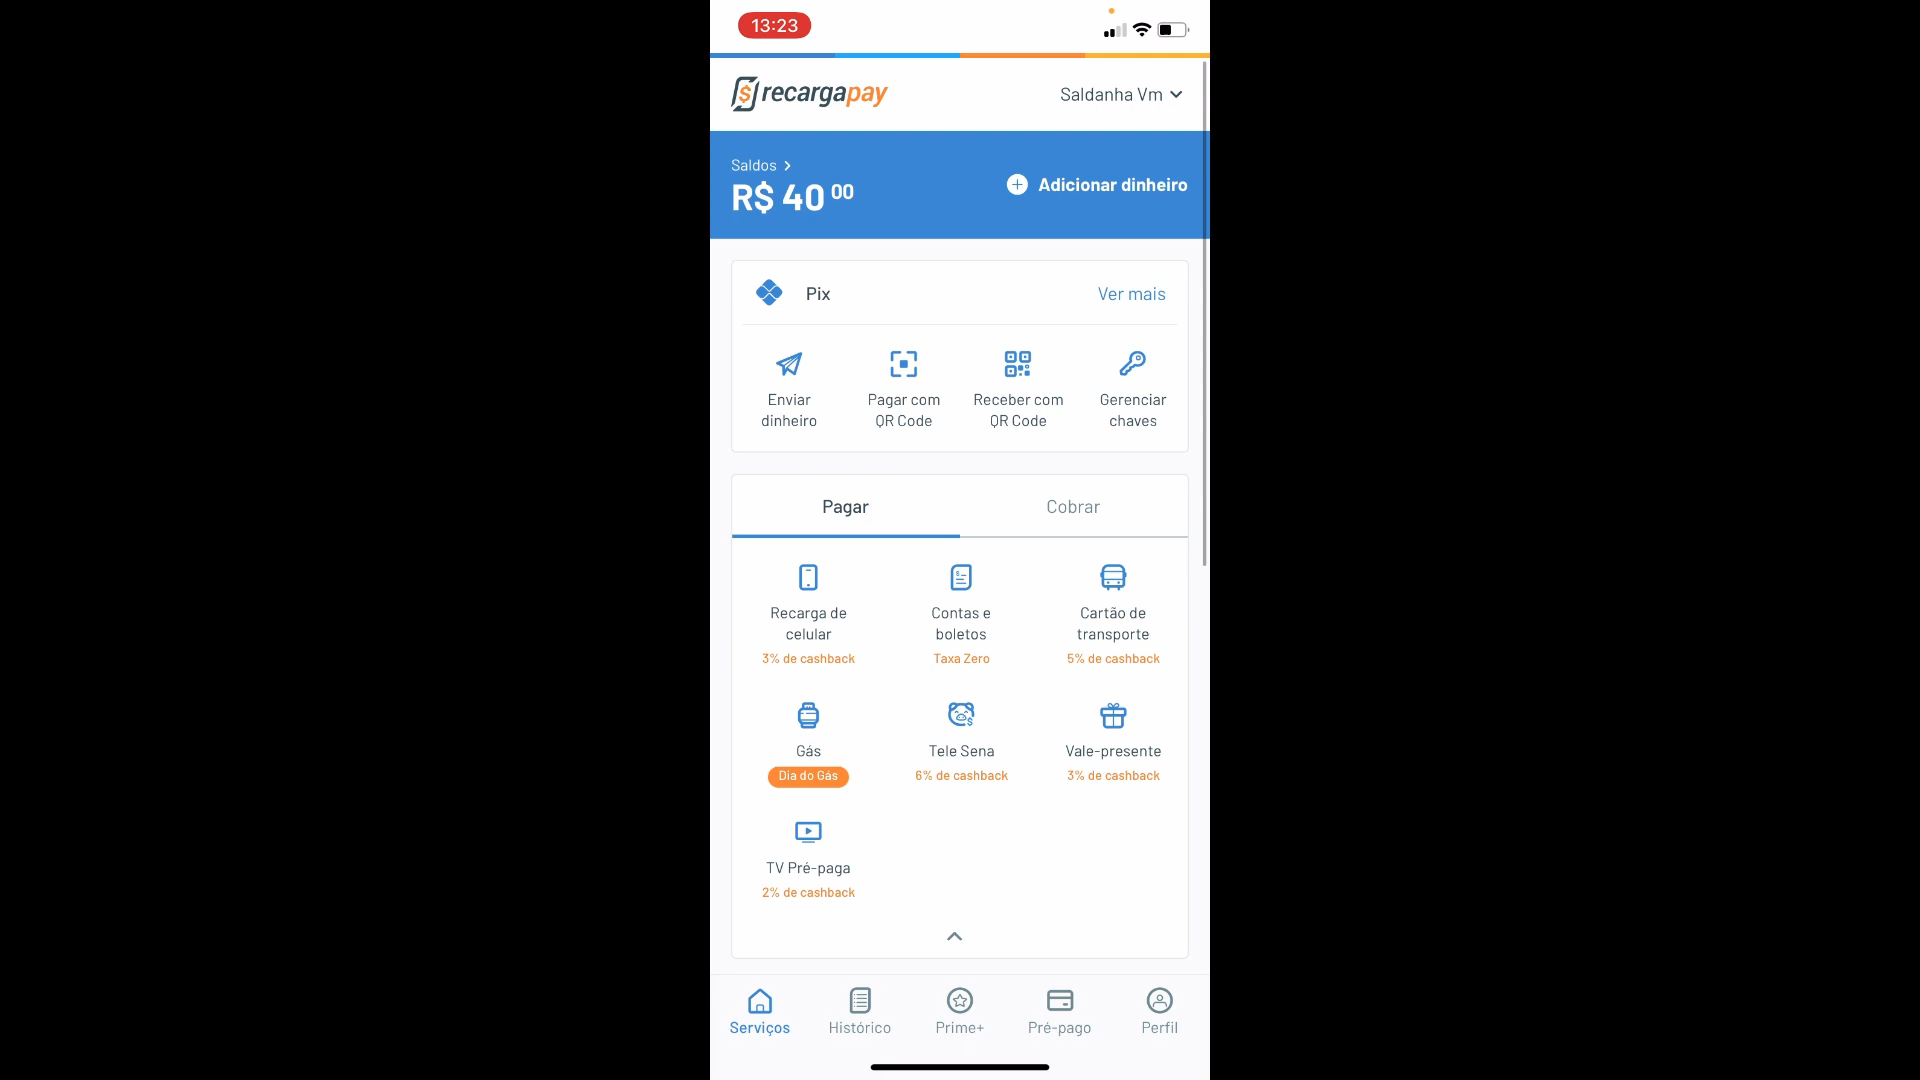 13:23
recargapay
Saldanha Vm
Saldos
R$ 40 00
Adicionar dinheiro
Pix
Ver mais
Enviar
dinheiro
Pagar com
QR Code
Receber com
QR Code
Gerenciar
chaves
Pagar
Cobrar
Recarga de
celular
3% de cashback
Contas e
boletos
Taxa Zero
Cartão de
transporte
5% de cashback
Gás
Dia do Gás
Tele Sena
6% de cashback
Vale-presente
3% de cashback
TV Pré-paga
2% de cashback
Serviços
Histórico
Prime+
Pré-pago
Perfil